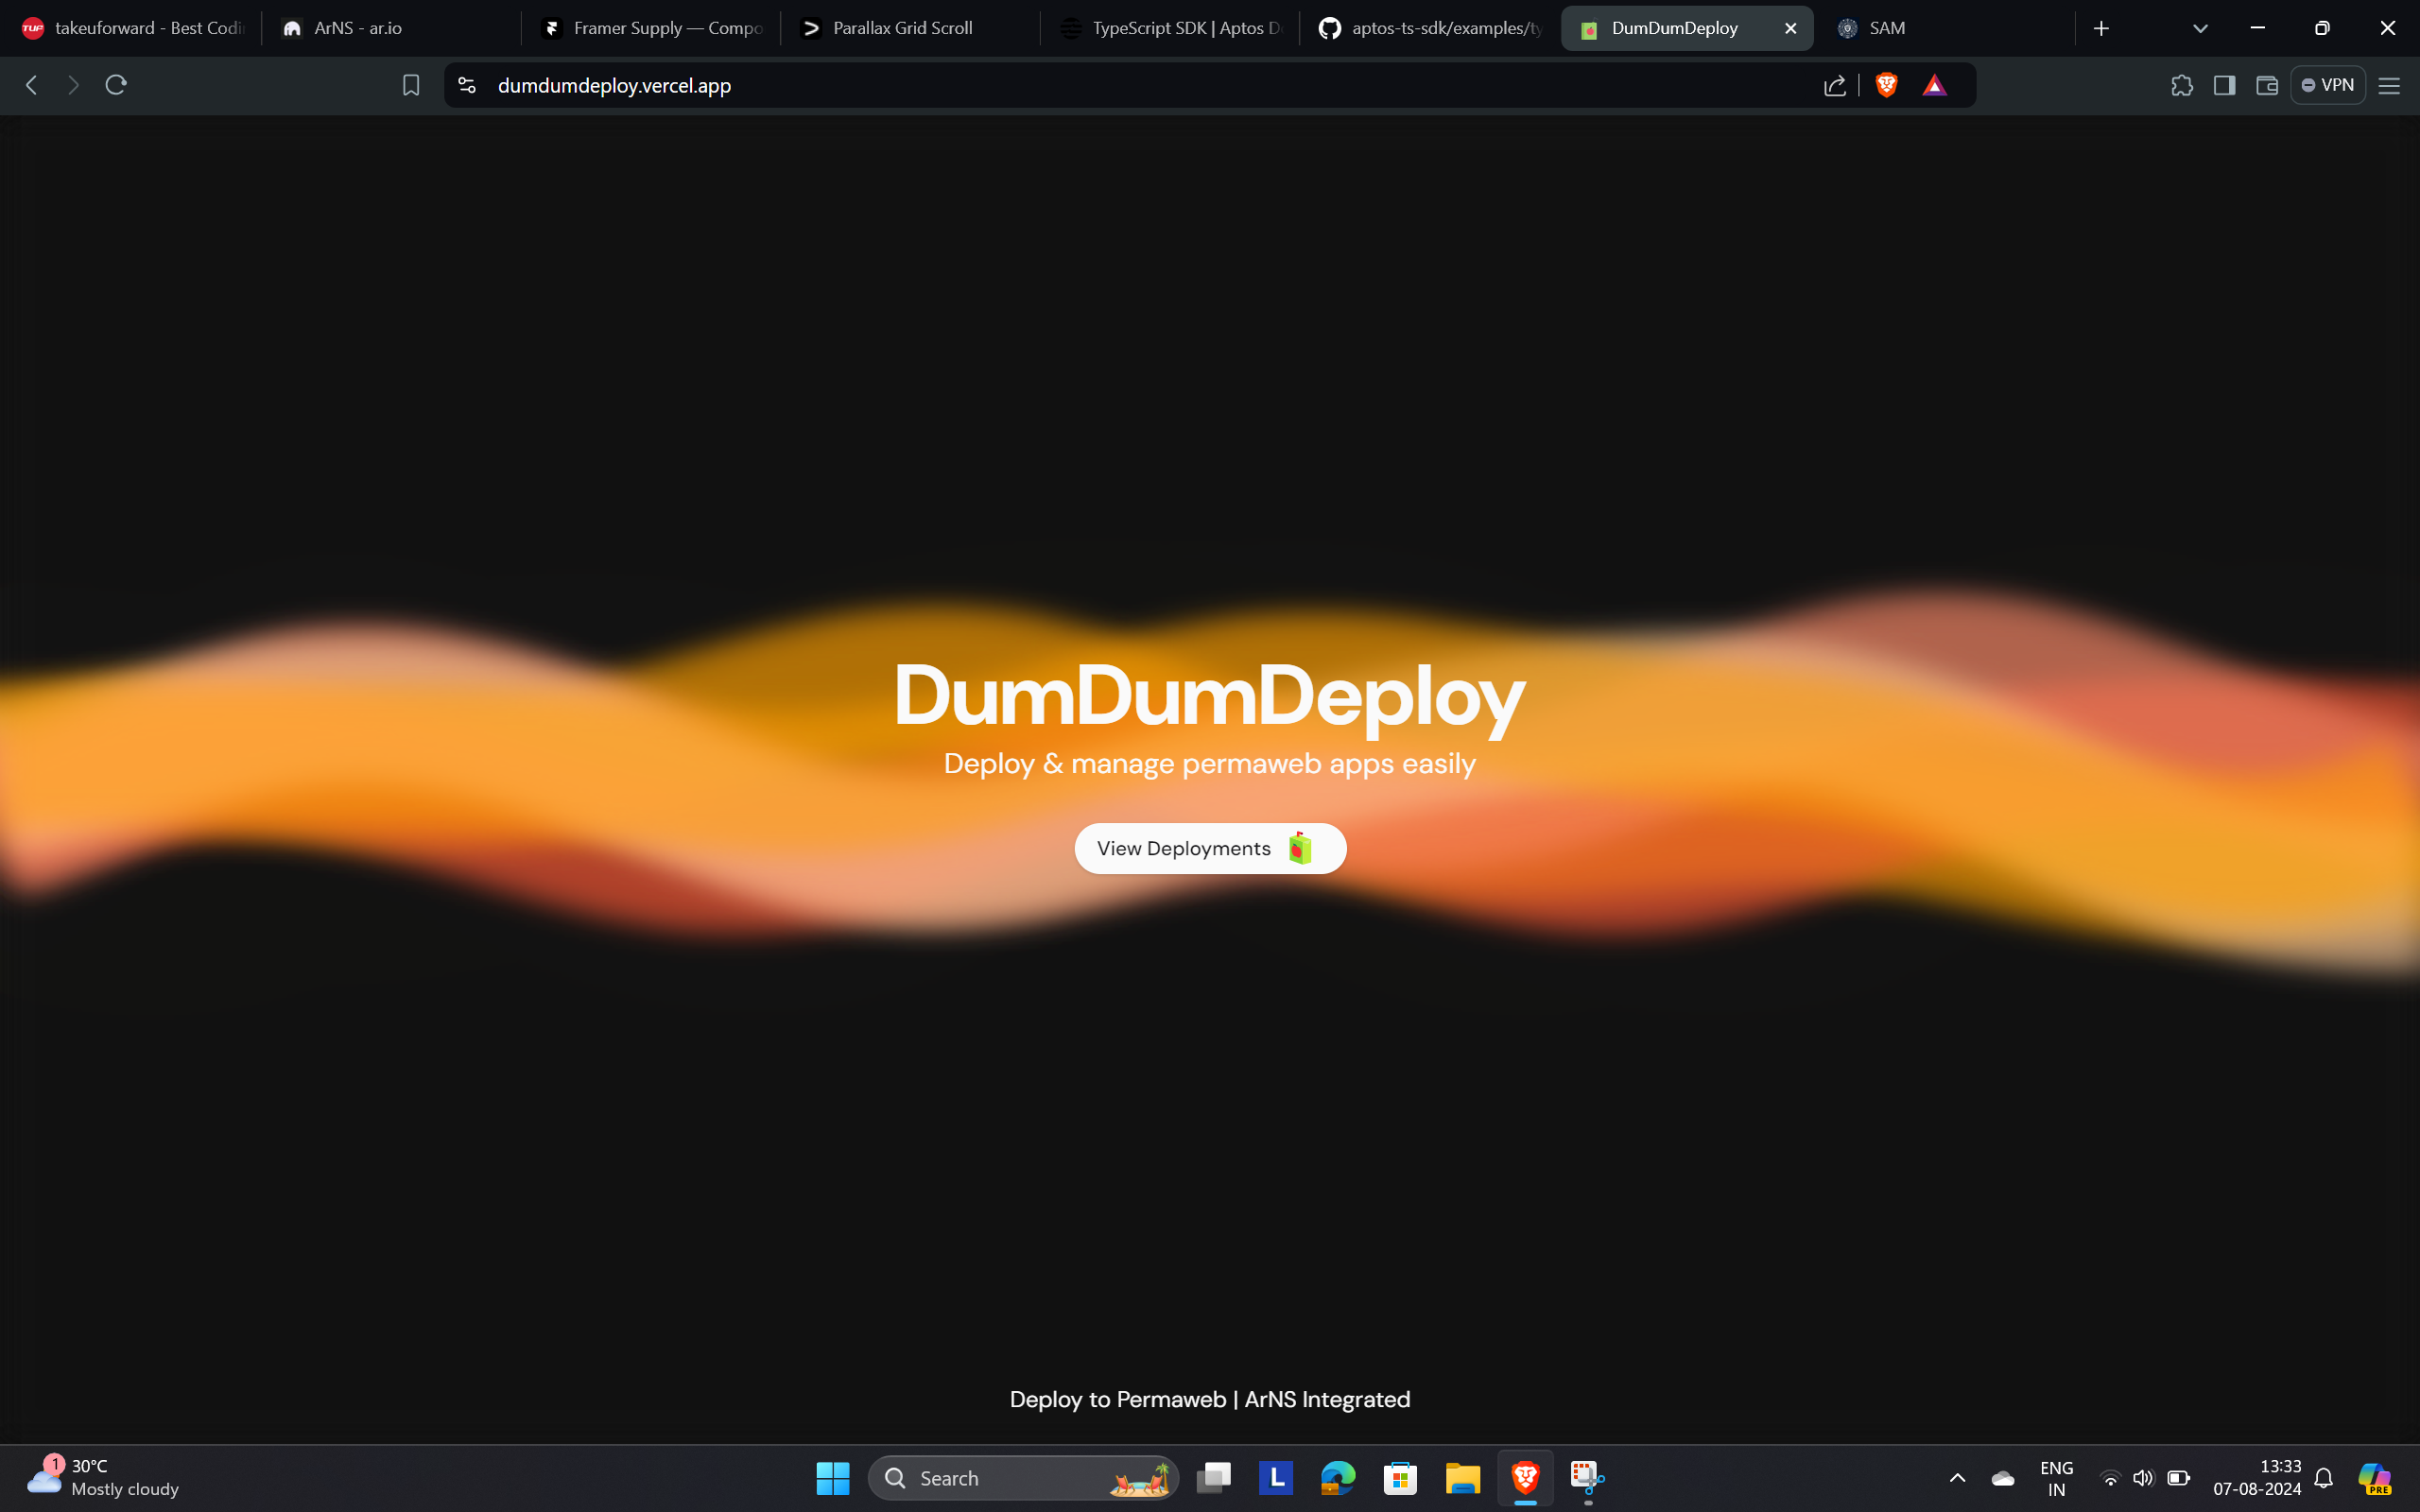 TUF takeuforward - Best Codi
ArNS - ar.io
Framer Supply — Compo
Parallax Grid Scroll
TypeScript SDK | Aptos D
aptos-ts-sdk/examples/ty
DumDumDeploy
SAM
dumdumdeploy.vercel.app
VPN
DumDumDeploy
Deploy & manage permaweb apps easily
View Deployments
Deploy to Permaweb | ArNS Integrated
1
30°C
Mostly cloudy
Search
L
ENG
IN
13:33
07-08-2024
PRE